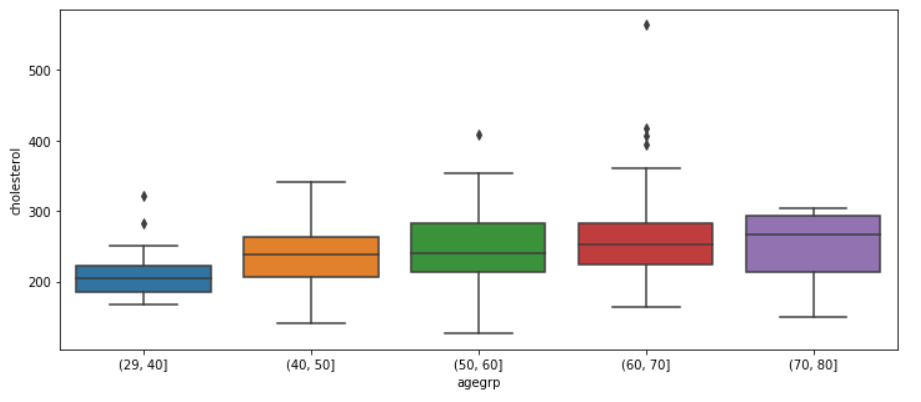 500
400
300
200
cholesterol
(29, 40] (40, 50] (50, 60] (60, 70] (70, 80]
agegrp